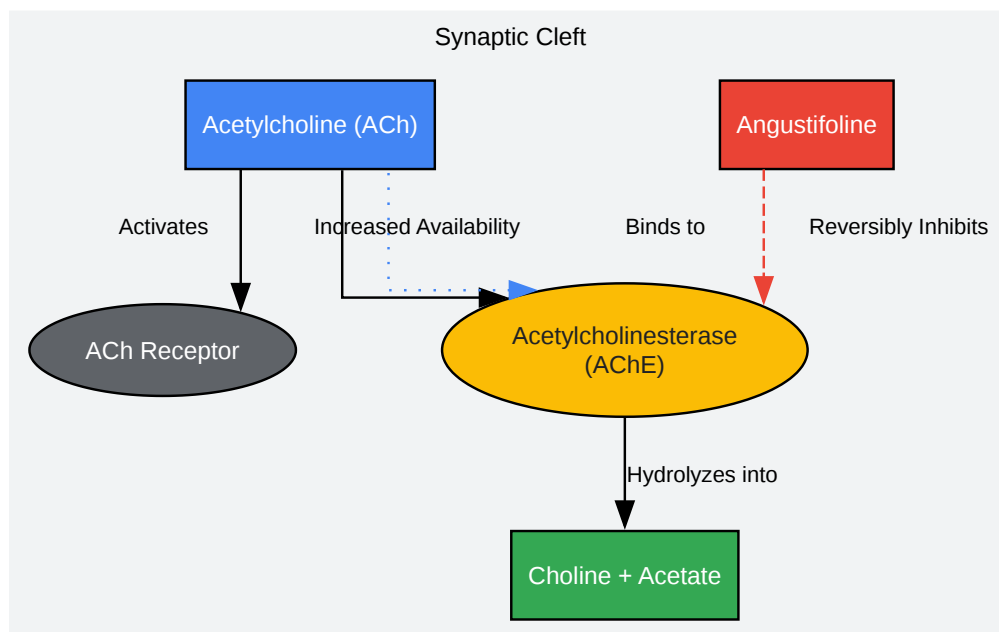 Synaptic Cleft
Acetylcholine (ACh)
Angustifoline
Activates
Increased Availability
Binds to
Reversibly Inhibits
ACh Receptor
Acetylcholinesterase
(AChE)
Hydrolyzes into
Choline + Acetate